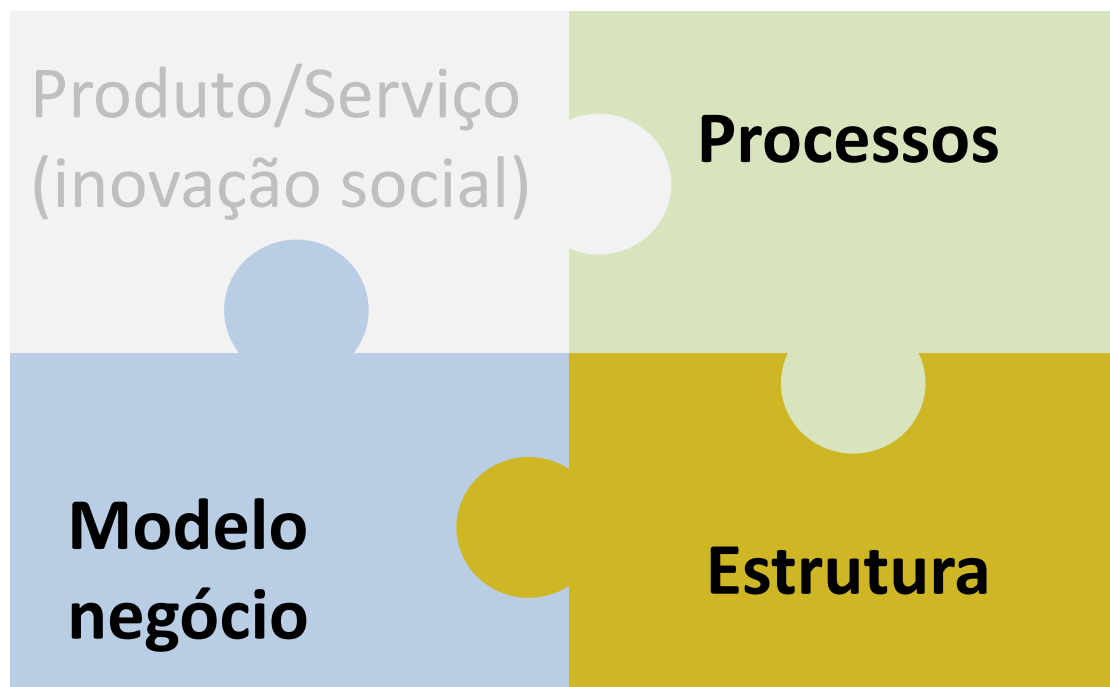 Produto/Serviço
(inovação social)
Processos
Modelo
negócio
Estrutura